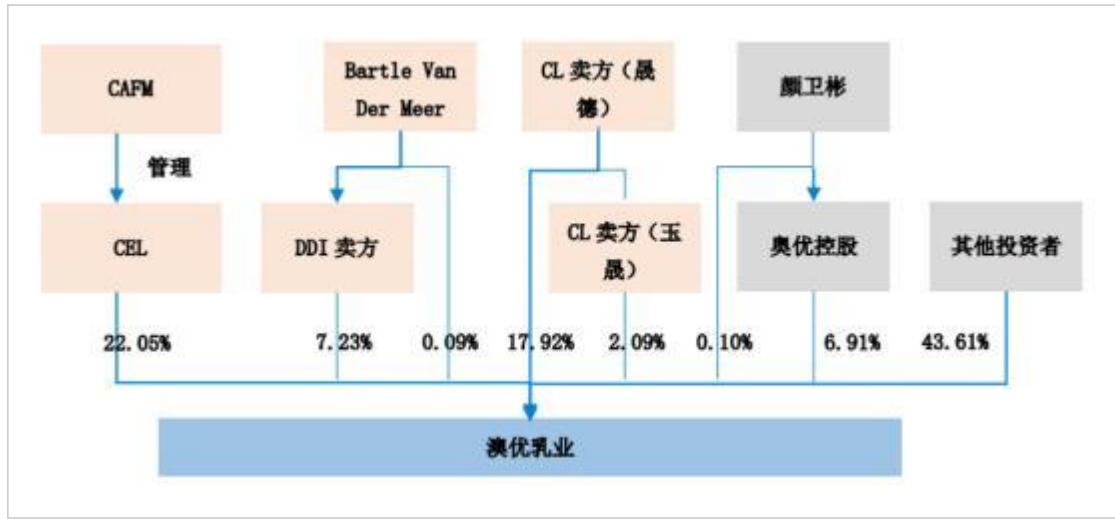 CAFM
Bartle Van
Der Meer
CL 卖方（晟
德）
颜卫彬
管理
CEL
DDI 卖方
CL 卖方（玉
晟）
奥优控股
其他投资者
22.05%
7.23%
0.09%
17.92%
2.09%
0.10%
6.91%
43.61%
澳优乳业